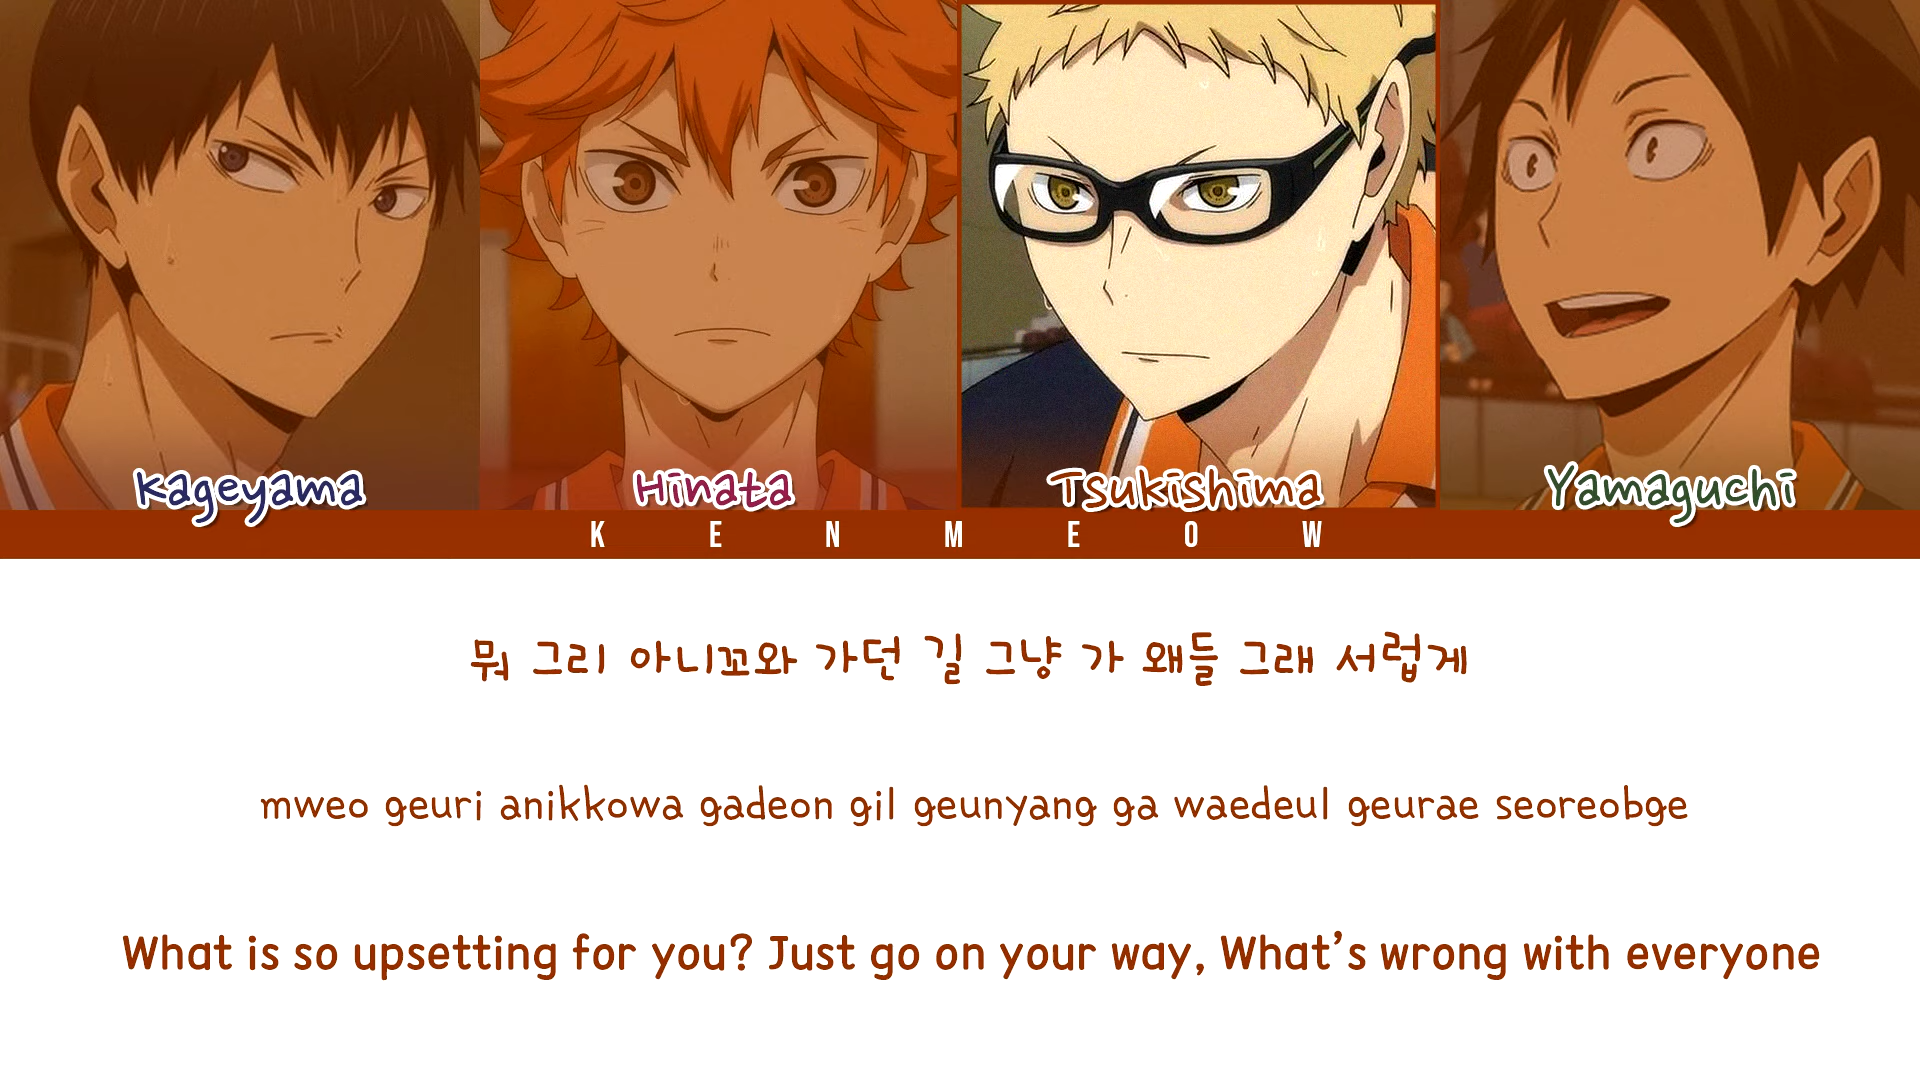 Kageyama Hinata Tsukishima Yamaguchi
KENMEOW
뭐 그리 아니꼬와 가던 길 그냥 가 왜들 그래 서럽게
mweo geuri anikkowa gadeon gil geunyang ga waedeul geurae seoreobge
What is so upsetting for you? Just go on your way, What's wrong with everyone